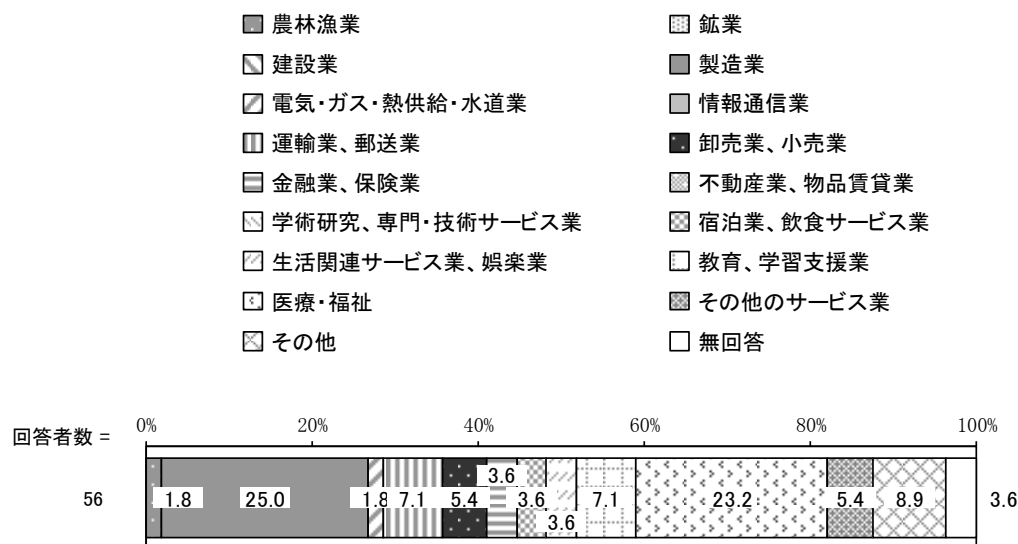 農林漁業 鉱業
建設業 製造業
電気・ガス・熱供給・水道業 情報通信業
運輸業、郵送業 卸売業、小売業
金融業、保険業 不動産業、物品賃貸業
学術研究、専門・技術サービス業 宿泊業、飲食サービス業
生活関連サービス業、娯楽業 教育、学習支援業
医療・福祉 その他のサービス業
その他 無回答
回答者数 = 0% 20% 40% 60% 80% 100%
3.6
56 1.8 25.0 1.8 7.1 5.4 3.6 7.1 23.2 5.4 8.9 3.6
3.6